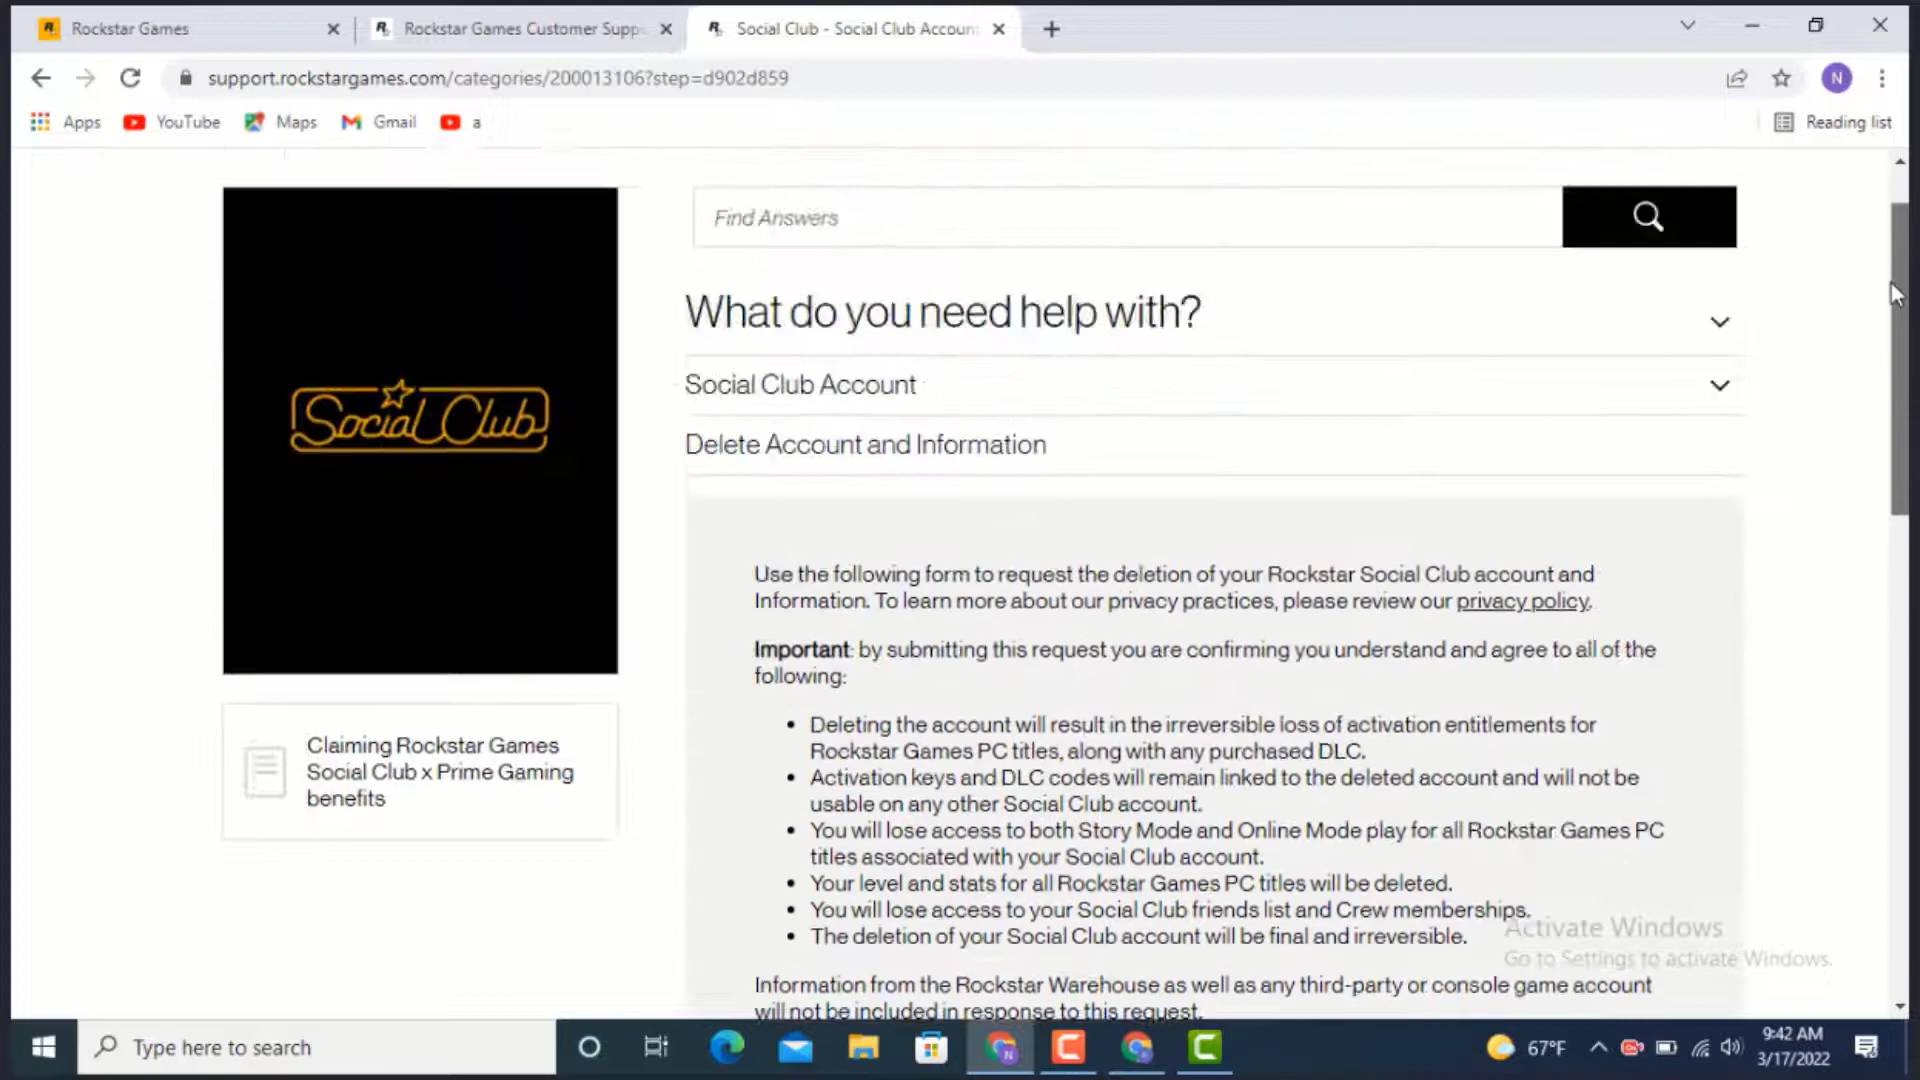 Rockstar Games
Rockstar Games Customer Supp
Social Club - Social Club Accoun
support.rockstargames.com/categories/200013106?step=d902d859
N
Apps
YouTube
Maps
Gmail
a
Reading list
Find Answers
What do you need help with?
Social Club Account
Delete Account and Information
Social Club
Use the following form to request the deletion of your Rockstar Social Club account and
Information. To learn more about our privacy practices, please review our privacy policy.
Important: by submitting this request you are confirming you understand and agree to all of the
following:
• Deleting the account will result in the irreversible loss of activation entitlements for
Rockstar Games PC titles, along with any purchased DLC.
• Activation keys and DLC codes will remain linked to the deleted account and will not be
usable on any other Social Club account.
• You will lose access to both Story Mode and Online Mode play for all Rockstar Games PC
titles associated with your Social Club account.
• Your level and stats for all Rockstar Games PC titles will be deleted.
• You will lose access to your Social Club friends list and Crew memberships.
• The deletion of your Social Club account will be final and irreversible.
Information from the Rockstar Warehouse as well as any third-party or console game account
will not be included in response to this request.
Claiming Rockstar Games
Social Club x Prime Gaming
benefits
Activate Windows
Go to Settings to activate Windows.
Type here to search
67°F
9:42 AM
3/17/2022